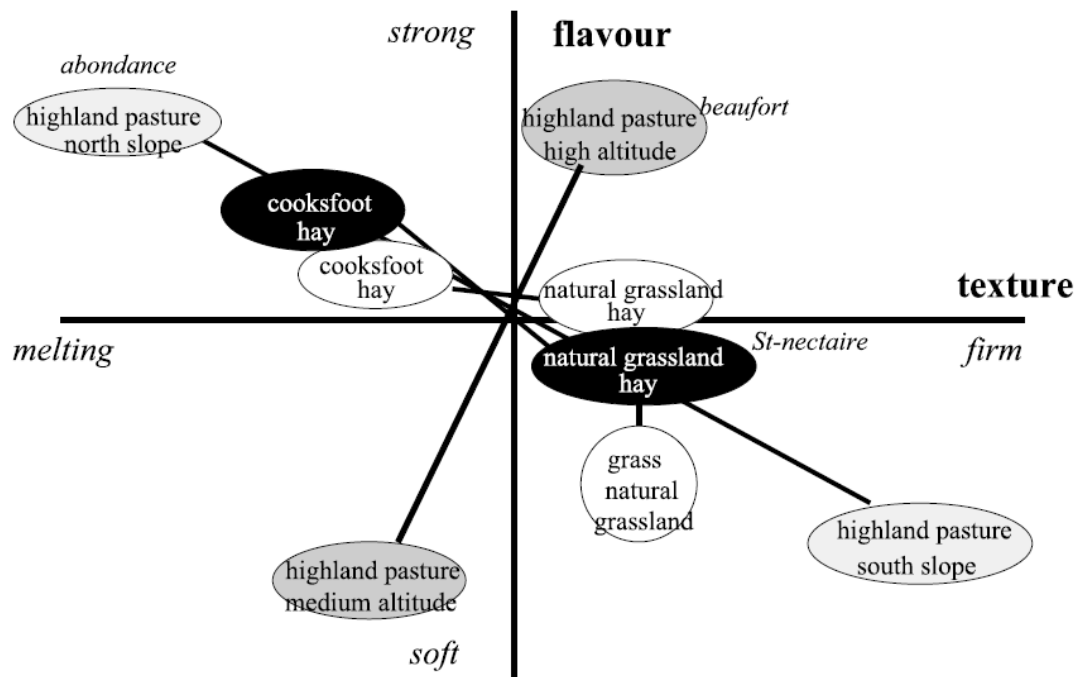 strong
flavour
abondance
highland pasture
north slope
highland pasture
high altitude
beaufort
cooksfoot
hay
cooksfoot
hay
natural grassland
hay
texture
melting
St-nectaire
firm
natural grassland
hay
grass
natural
grassland
highland pasture
south slope
highland pasture
medium altitude
soft